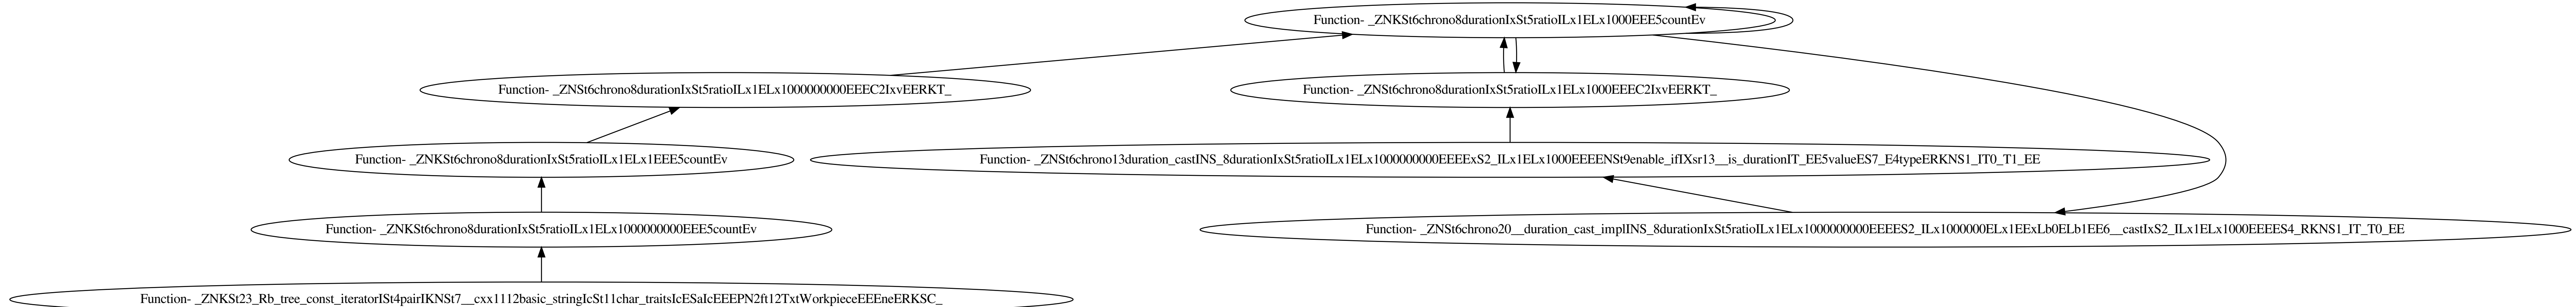 Function- _ZNKSt6chrono8durationIxSt5ratioILx1ELx1000EEE5countEv
Function- _ZNSt6chrono8durationIxSt5ratioILx1ELx1000000000EEEC2IxvEERKT_
Function- _ZNSt6chrono8durationIxSt5ratioILx1ELx1000EEEC2IxvEERKT_
Function- _ZNKSt6chrono8durationIxSt5ratioILx1ELx1EEE5countEv
Function- _ZNSt6chrono13duration_castINS_8durationIxSt5ratioILx1ELx1000000000EEEExS2_ILx1ELx1000EEEENSt9enable_ifIXsr13__is_durationIT_EE5valueES7_E4typeERKNS1_IT0_T1_EE
Function- _ZNKSt6chrono8durationIxSt5ratioILx1ELx1000000000EEE5countEv
Function- _ZNSt6chrono20__duration_cast_implINS_8durationIxSt5ratioILx1ELx1000000000EEEES2_ILx1000000ELx1EExLb0ELb1EE6__castIxS2_ILx1ELx1000EEEES4_RKNS1_IT_T0_EE
Function- _ZNKSt23_Rb_tree_const_iteratorISt4pairIKNSt7__cxx1112basic_stringIcSt11char_traitsIcESaIcEEEPN2ft12TxtWorkpieceEEEneERKSC_